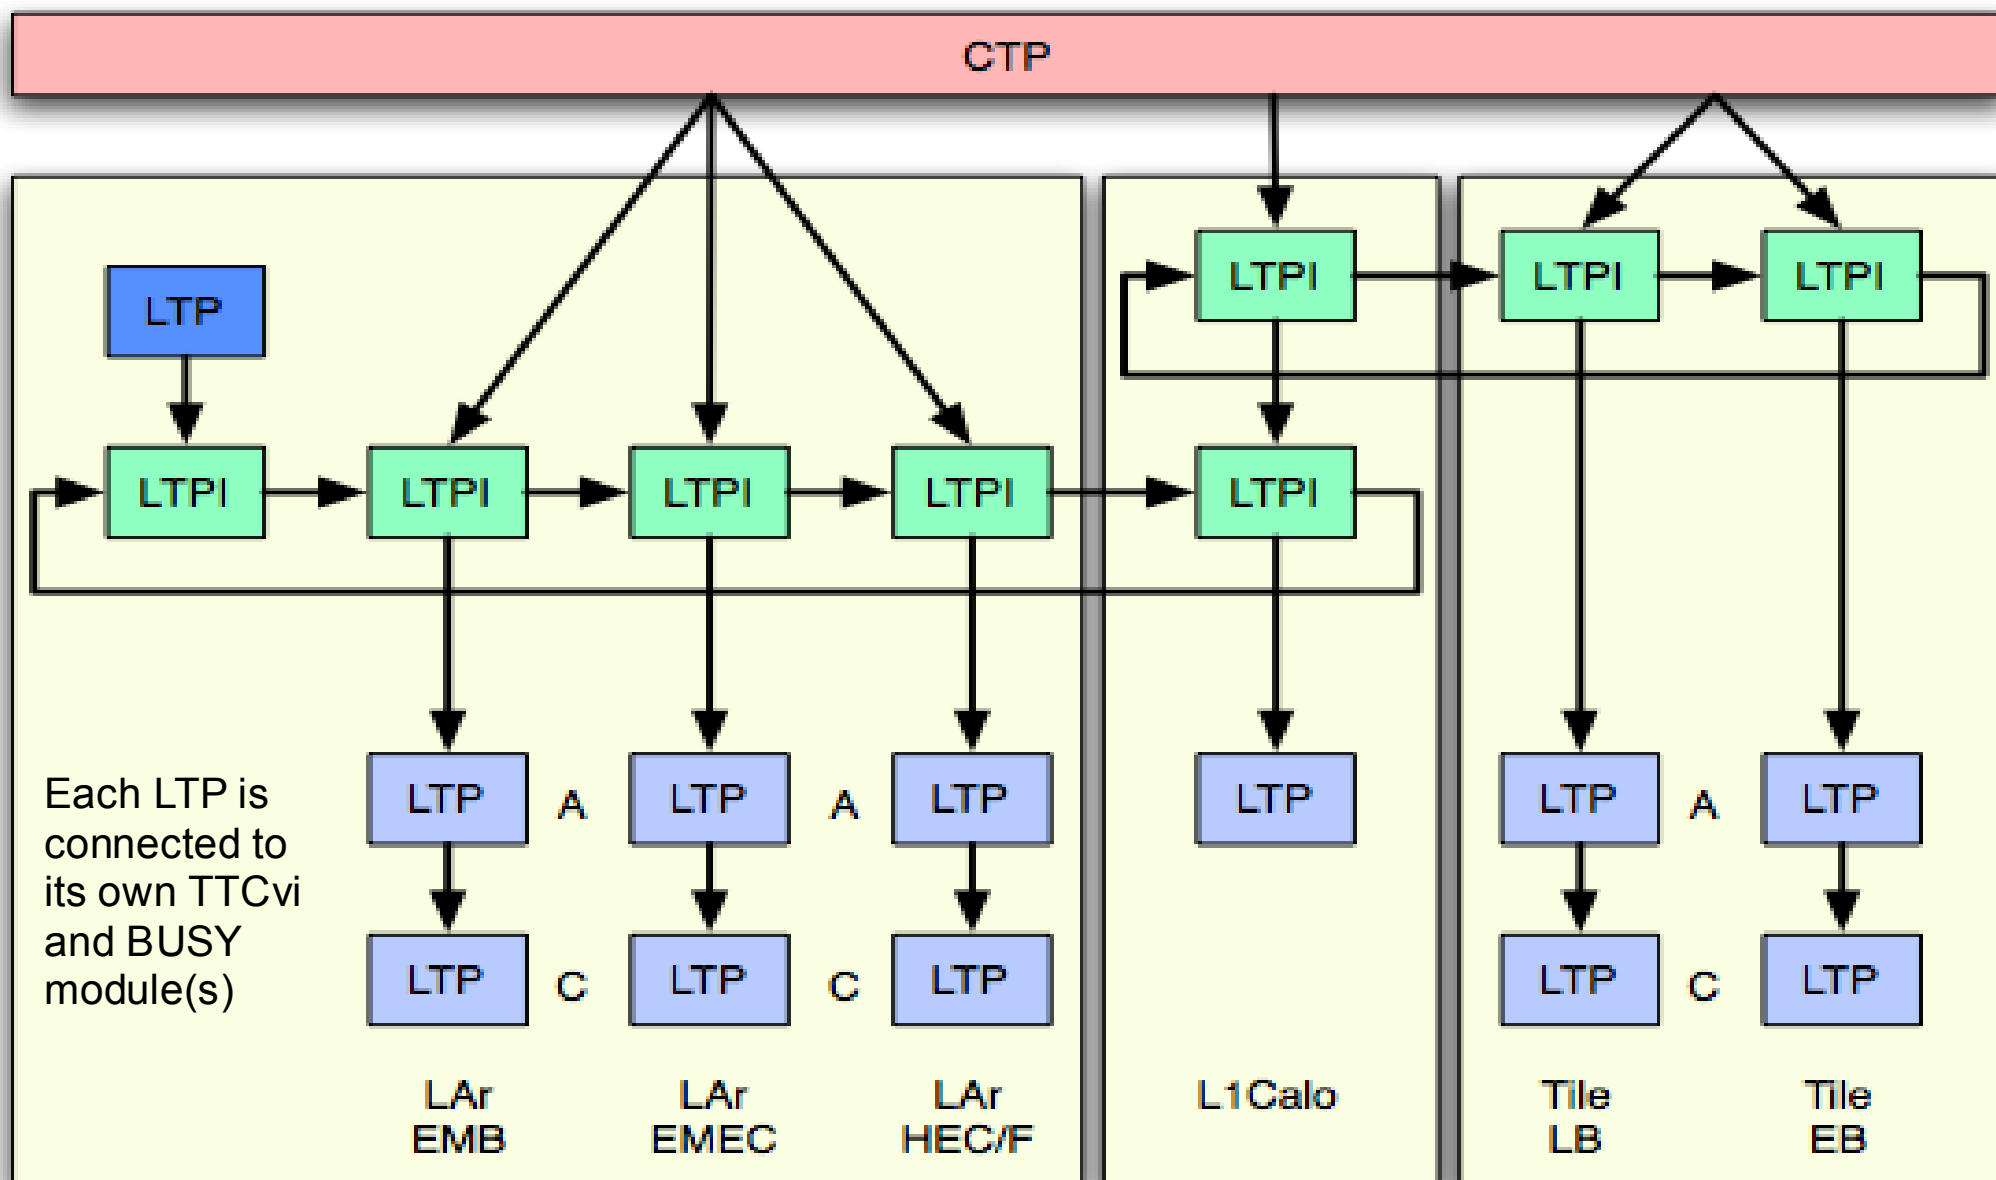 CTP
LTPI LTPI LTPI
LTP
LTPI LTPI LTPI LTPI LTPI
Each LTP is
connected to
its own TTCvi
and BUSY
module(s)
LTP A LTP A LTP LTP LTP A LTP
LTP C LTP C LTP LTP C LTP
LAr LAr LAr L1Calo Tile Tile
EMB EMEC HEC/F LB EB